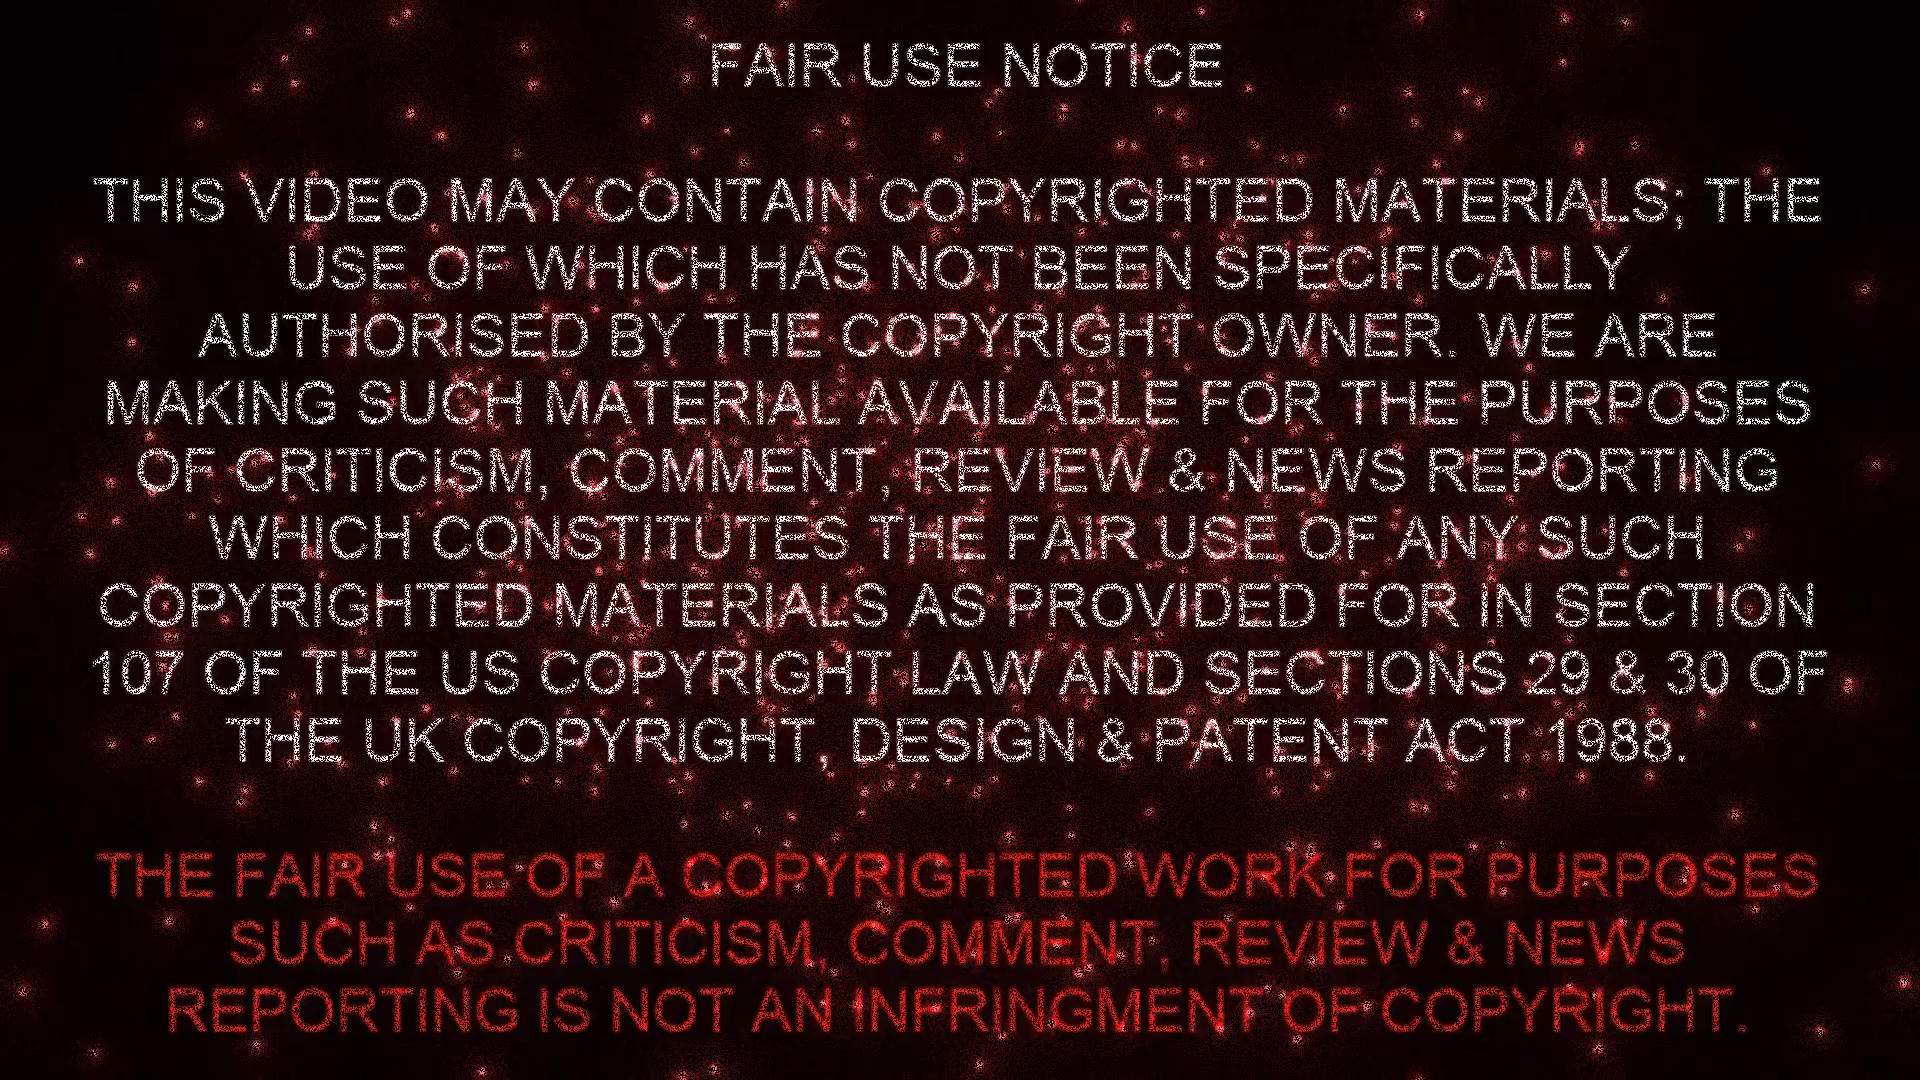 FAIR USE NOTICE
THIS VIDEO MAY CONTAIN COPYRIGHTED MATERIALS; THE
USE OF WHICH HAS NOT BEEN SPECIFICALLY
AUTHORISED BY THE COPYRIGHT OWNER. WE ARE
MAKING SUCH MATERIAL AVAILABLE FOR THE PURPOSES
OF CRITICISM, COMMENT, REVIEW & NEWS REPORTING
WHICH CONSTITUTES THE FAIR USE OF ANY SUCH
COPYRIGHTED MATERIALS AS PROVIDED FOR IN SECTION
107 OF THE US COPYRIGHT LAW AND SECTIONS 29 & 30 OF
THE UK COPYRIGHT, DESIGN & PATENT ACT 1988.
THE FAIR USE OF A COPYRIGHTED WORK FOR PURPOSES
SUCH AS CRITICISM, COMMENT, REVIEW & NEWS
REPORTING IS NOT AN INFRINGMENT OF COPYRIGHT.